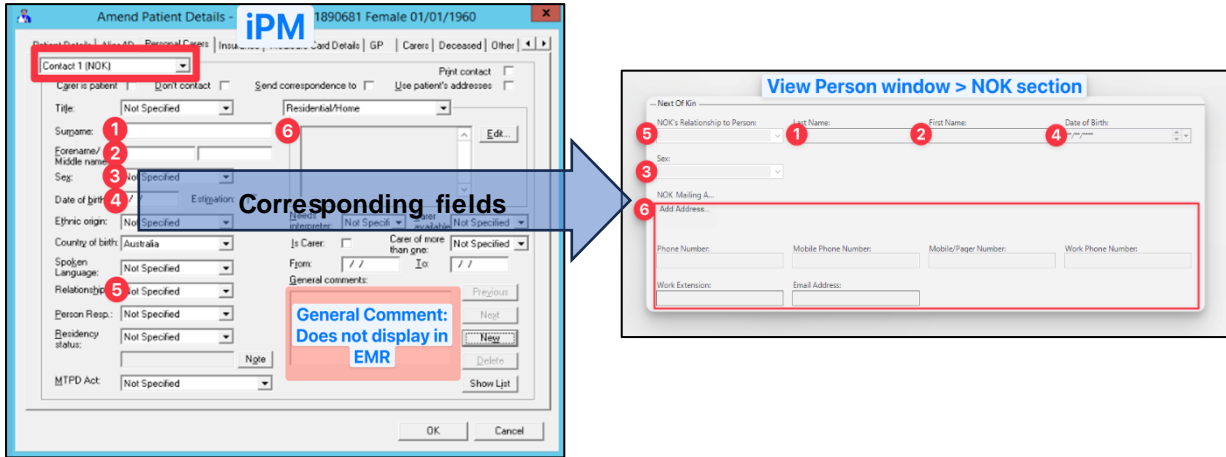 Amend Patient Details - iPM 1890681 Female 01/01/1960 x
Personal Carers Card Details GP Carers Deceased Other
Contact 1 (NOK)
Print contact
Carer is patient Don't contact Send correspondence to Use patient's addresses
Title: Not Specified Residential/Home
Surname: 1 6 Edit...
Forename/ 2
Middle name
Sex: 3 Not Specified
Date of birth 4 / / Estimation:
Corresponding fields
Ethnic origin: Not Specified Needs interpreter: Not Specifi available Not Specified
Country of birth: Australia Is Carer: Carer of more than one: Not Specified
Spoken Language: Not Specified From: / / To: / /
General comments:
Relationship 5 Not Specified Previous
Person Resp.: Not Specified Next
Residency status: Not Specified New
General Comment:
Does not display in
EMR
Note Delete
MTPD Act: Not Specified Show List
OK Cancel
View Person window > NOK section
Next Of Kin
NOK's Relationship to Person: Last Name: First Name: Date of Birth:
5 1 2 4 **/**/****
Sex:
3
NOK Mailing A...
6 Add Address...
Phone Number: Mobile Phone Number: Mobile/Pager Number: Work Phone Number:
Work Extension: Email Address: